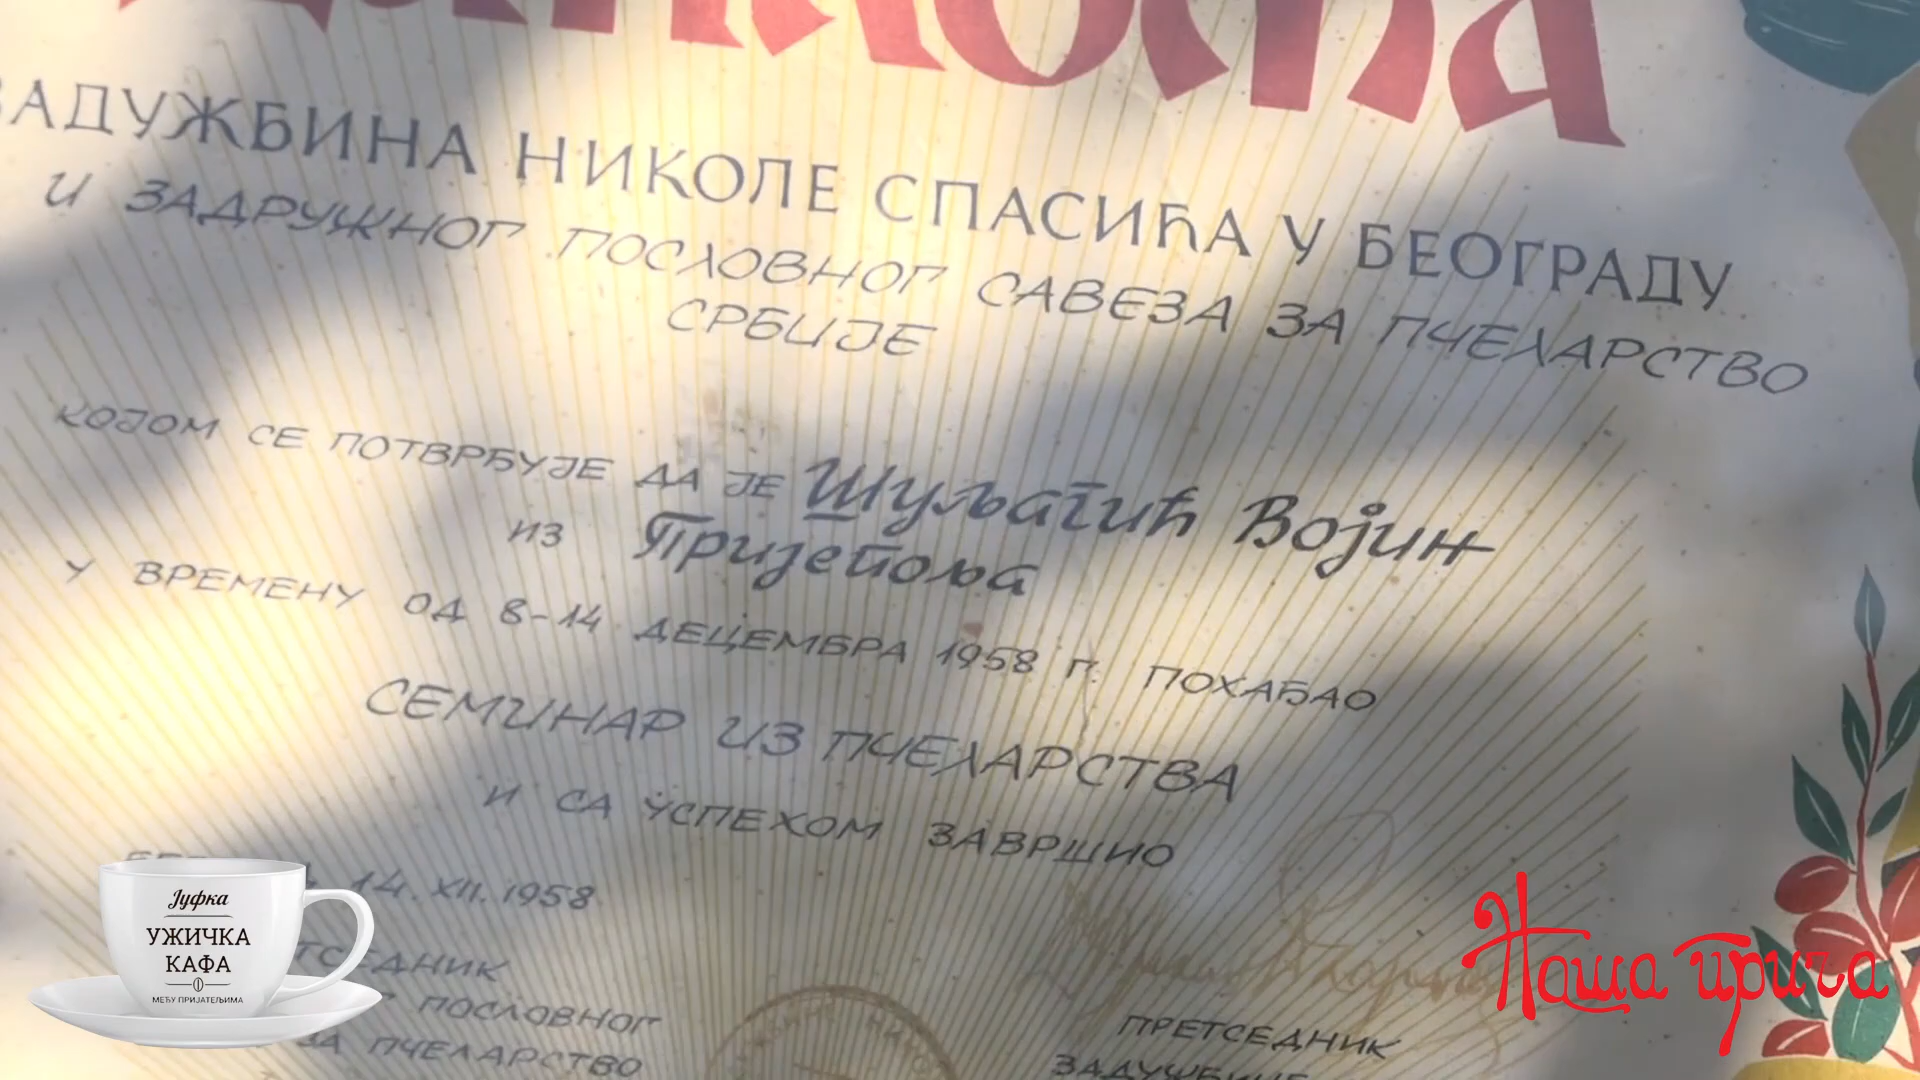 Диплома
ЗАДУЖБИНА НИКОЛЕ СПАСИЋА У БЕОГРАДУ
И ЗАДРУЖНОГ ПОСЛОВНОГ САВЕЗА ЗА ПЧЕЛАРСТВО
СРБИЈЕ
КОЈОМ СЕ ПОТВРЂУЈЕ ДА ЈЕ Шуљагић Војин
ИЗ Пријепоља
У ВРЕМЕНУ ОД 8-14 ДЕЦЕМБРА 1958 Г. ПОХАЂАО
СЕМИНАР ИЗ ПЧЕЛАРСТВА
И СА УСПЕХОМ ЗАВРШИО
14. XII. 1958
ПОСЛОВНОГ
ЗА ПЧЕЛАРСТВО
ПРЕТСЕДНИК
ЗАДУЖБИНЕ
Јуфка
УЖИЧКА
КАФА
МЕЂУ ПРИЈАТЕЉИМА
Наша прича